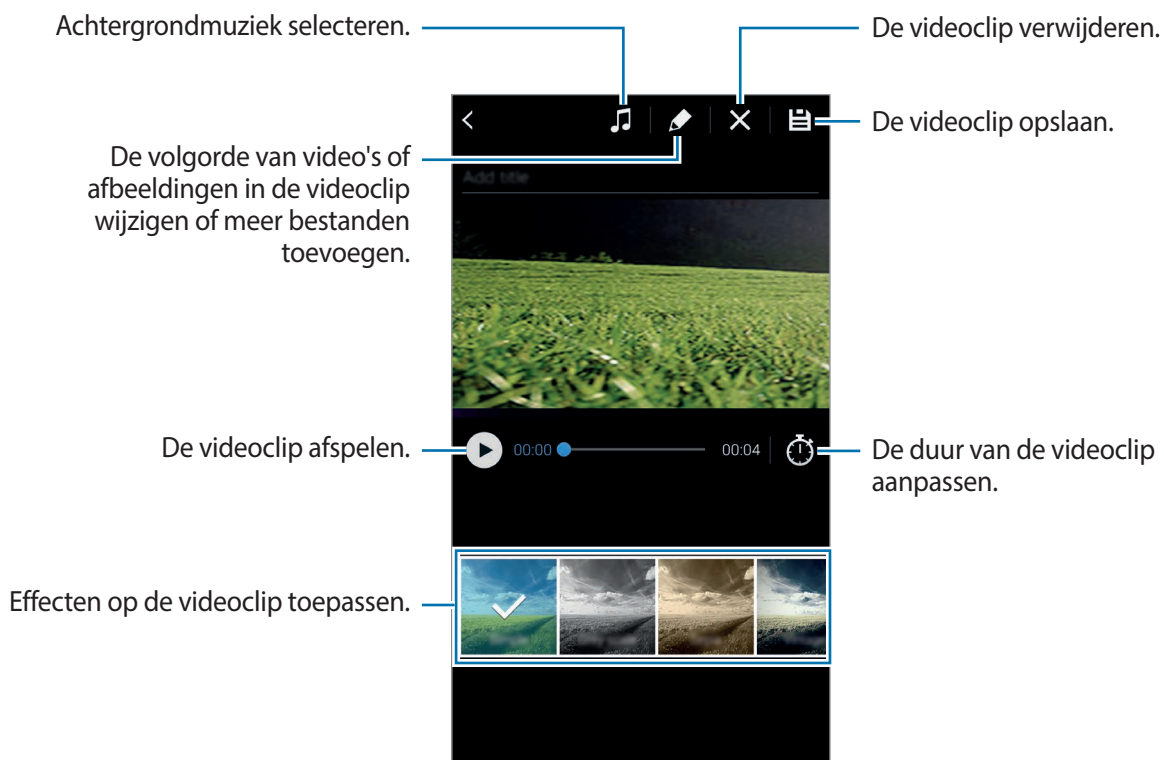 Achtergrondmuziek selecteren.
De videoclip verwijderen.
De videoclip opslaan.
De volgorde van video's of
afbeeldingen in de videoclip
wijzigen of meer bestanden
toevoegen.
Add title
De videoclip afspelen.
00:00
00:04
De duur van de videoclip
aanpassen.
Effecten op de videoclip toepassen.